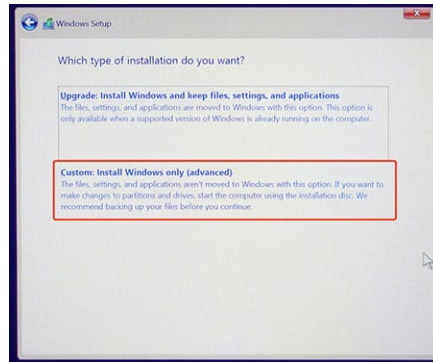 Windows Setup
Which type of installation do you want?
Upgrade: Install Windows and keep files, settings, and applications
The files, settings, and applications are moved to Windows with this option. This option is
only available when a supported version of Windows is already running on the computer.
Custom: Install Windows only (advanced)
The files, settings, and applications aren't moved to Windows with this option. If you want to
make changes to partitions and drives, start the computer using the installation disc. We
recommend backing up your files before you continue.